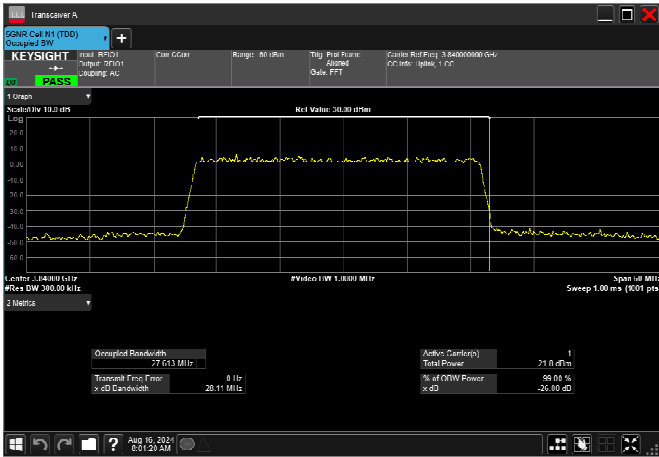 Transceiver A
5GNR Cell N1 (TDD)
Occupied BW
KEYSIGHT
Input: RFIO1
Output: RFIO1
Coupling: AC
Corr CCorr
Range: -60 dBm
Trig: Prot Frame
Aligned
Gate: FFT
Carrier Ref Freq: 3.840000000 GHz
CC Info: Uplink, 1 CC
PASS
1 Graph
Scale/Div 10.0 dB
Ref Value 30.00 dBm
Log
20.0
10.0
0.00
-10.0
-20.0
-30.0
-40.0
-50.0
-60.0
Center 3.84000 GHz
#Video BW 1.0000 MHz
Span 50 MHz
#Res BW 300.00 kHz
Sweep 1.00 ms (1001 pts)
2 Metrics
Occupied Bandwidth
27.613 MHz
Active Carrier(s) 1
Total Power 21.8 dBm
Transmit Freq Error 0 Hz
x dB Bandwidth 28.11 MHz
% of OBW Power 99.00 %
x dB -26.00 dB
Aug 16, 2024
8:01:20 AM